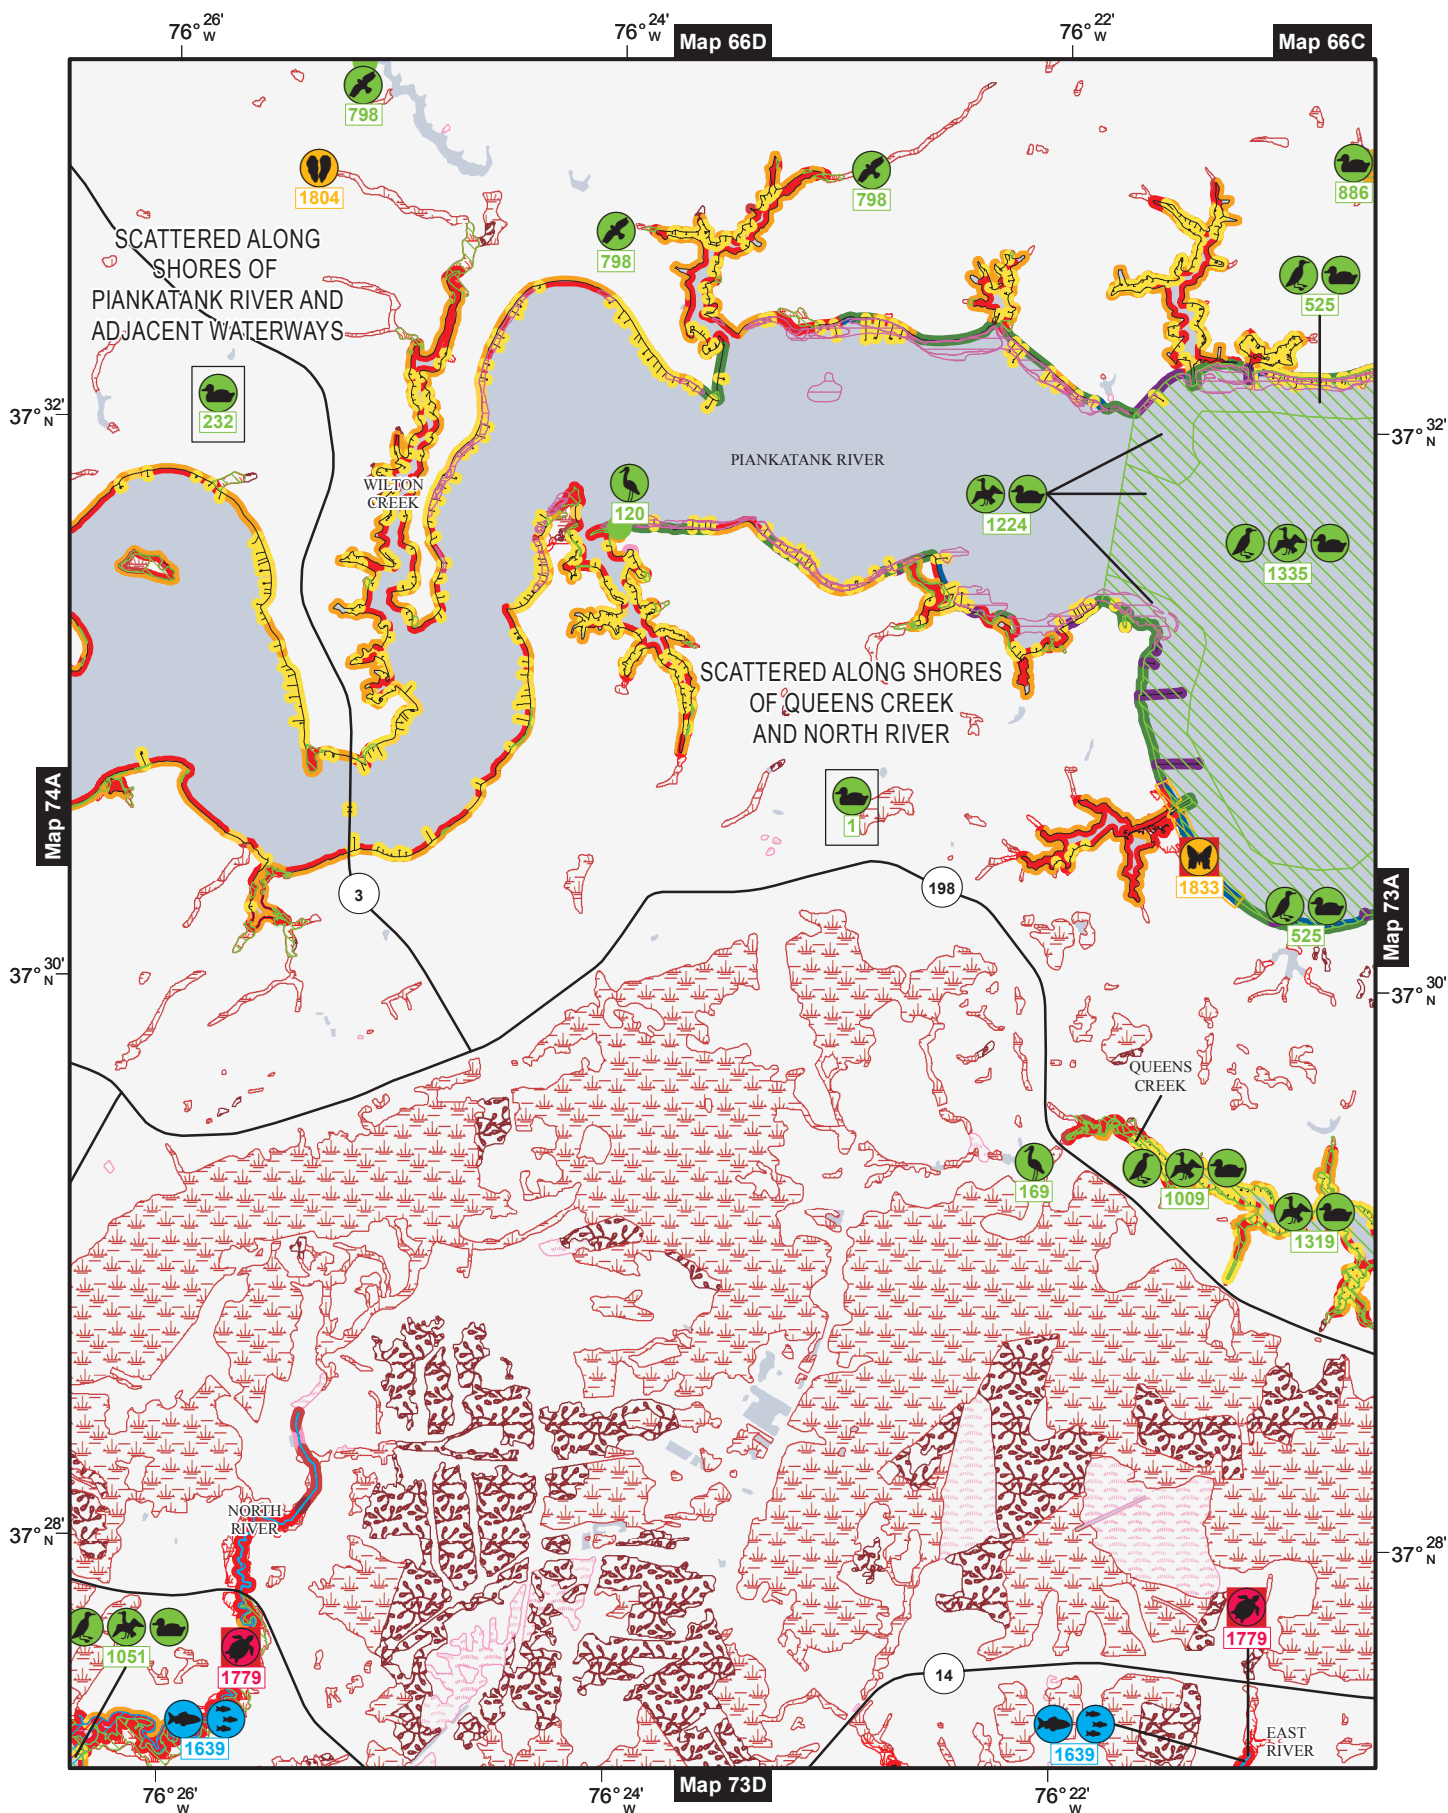 76° 26' W
76° 24' W
76° 22' W
Map 66D
Map 66C
798
1804
798
798
886
SCATTERED ALONG
SHORES OF
PIANKATANK RIVER AND
ADJACENT WATERWAYS
525
232
37° 32' N
37° 32' N
PIANKATANK RIVER
WILTON
CREEK
120
1224
1335
SCATTERED ALONG SHORES
OF QUEENS CREEK
AND NORTH RIVER
1
Map 74A
3
198
1833
525
Map 73A
37° 30' N
37° 30' N
QUEENS
CREEK
169
1009
1319
NORTH
RIVER
37° 28' N
37° 28' N
1051
1779
1779
14
1639
1639
EAST
RIVER
76° 26' W
76° 24' W
Map 73D
76° 22' W